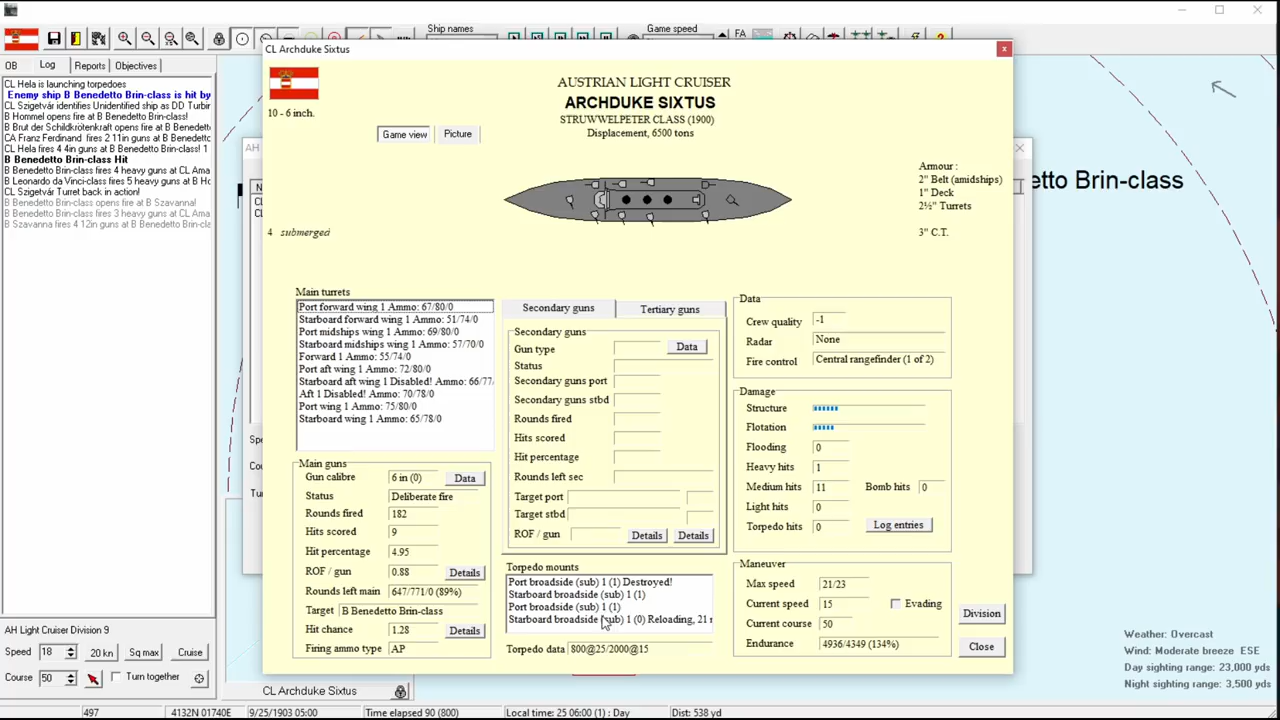 Ship names
Game speed
FA
OB
Log
Reports
Objectives
CL Hela is launching torpedoes
Enemy ship B Benedetto Brin-class is hit by
CL Szigetvár identifies Unidentified ship as DD Turbin
B Hommel opens fire at B Benedetto Brin-class!
B Brut der Schildkrötenkraft opens fire at B Benedett
CA Franz Ferdinand fires 2 11in guns at B Benedetto
CL Hela fires 4 4in guns at B Benedetto Brin-class! 1
B Benedetto Brin-class Hit
B Benedetto Brin-class fires 4 heavy guns at CL Ama
B Leonardo da Vinci-class fires 5 heavy guns at B Ho
CL Szigetvár Turret back in action!
B Benedetto Brin-class opens fire at B Szavanna!
B Benedetto Brin-class fires 3 heavy guns at CL Ama
B Szavanna fires 4 12in guns at B Benedetto Brin-cla
AH Light Cruiser Division 9
Speed 18 20 kn Sq max Cruise
Course 50 Turn together
AH
N
CL
CL
Spe
Cou
Tur
etto Brin-class
CL Archduke Sixtus
x
AUSTRIAN LIGHT CRUISER
ARCHDUKE SIXTUS
STRUWWELPETER CLASS (1900)
Displacement, 6500 tons
10 - 6 inch.
Game view Picture
Armour :
2" Belt (amidships)
1" Deck
2½" Turrets
3" C.T.
4 submerged
Main turrets
Port forward wing 1 Ammo: 67/80/0
Starboard forward wing 1 Ammo: 51/74/0
Port midships wing 1 Ammo: 69/80/0
Starboard midships wing 1 Ammo: 57/70/0
Forward 1 Ammo: 55/74/0
Port aft wing 1 Ammo: 72/80/0
Starboard aft wing 1 Disabled! Ammo: 66/77/
Aft 1 Disabled! Ammo: 70/78/0
Port wing 1 Ammo: 75/80/0
Starboard wing 1 Ammo: 65/78/0
Main guns
Gun calibre 6 in (0) Data
Status Deliberate fire
Rounds fired 182
Hits scored 9
Hit percentage 4.95
ROF / gun 0.88 Details
Rounds left main 647/771/0 (89%)
Target B Benedetto Brin-class
Hit chance 1.28 Details
Firing ammo type AP
Secondary guns Tertiary guns
Secondary guns
Gun type Data
Status
Secondary guns port
Secondary guns stbd
Rounds fired
Hits scored
Hit percentage
Rounds left sec
Target port
Target stbd
ROF / gun Details Details
Torpedo mounts
Port broadside (sub) 1 (1) Destroyed!
Starboard broadside (sub) 1 (1)
Port broadside (sub) 1 (1)
Starboard broadside (sub) 1 (0) Reloading, 21 r
Torpedo data 800@25/2000@15
Data
Crew quality -1
Radar None
Fire control Central rangefinder (1 of 2)
Damage
Structure
Flotation
Flooding 0
Heavy hits 1
Medium hits 11 Bomb hits 0
Light hits 0
Torpedo hits 0 Log entries
Maneuver
Max speed 21/23
Current speed 15 Evading
Current course 50
Endurance 4936/4349 (134%)
Division
Close
CL Archduke Sixtus
Weather: Overcast
Wind: Moderate breeze ESE
Day sighting range: 23,000 yds
Night sighting range: 3,500 yds
497 4132N 01740E 9/25/1903 05:00 Time elapsed 90 (800) Local time: 25 06:00 (1) : Day Dist: 538 yd